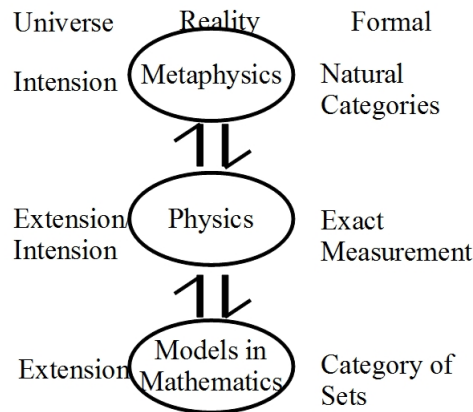 Universe Reality Formal
Intension Metaphysics Natural
Categories
Extension/ Physics Exact
Intension Measurement
Extension Models in Category of
Mathematics Sets